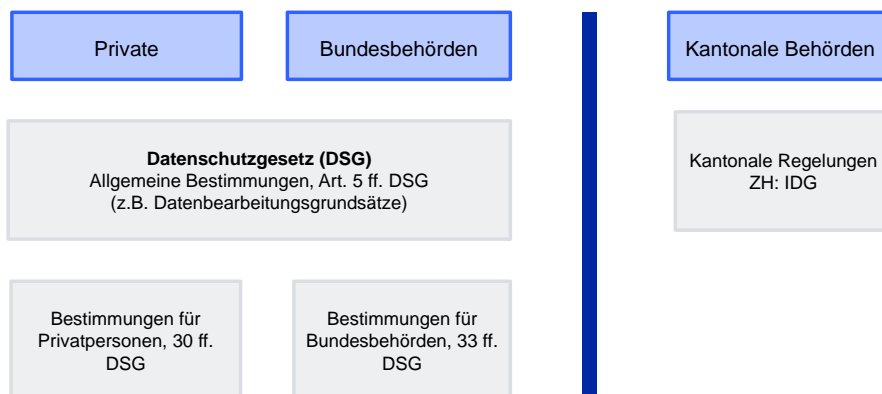 Private
Bundesbehörden
Kantonale Behörden
Datenschutzgesetz (DSG)
Allgemeine Bestimmungen, Art. 5 ff. DSG
(z.B. Datenbearbeitungsgrundsätze)
Kantonale Regelungen
ZH: IDG
Bestimmungen für
Privatpersonen, 30 ff.
DSG
Bestimmungen für
Bundesbehörden, 33 ff.
DSG